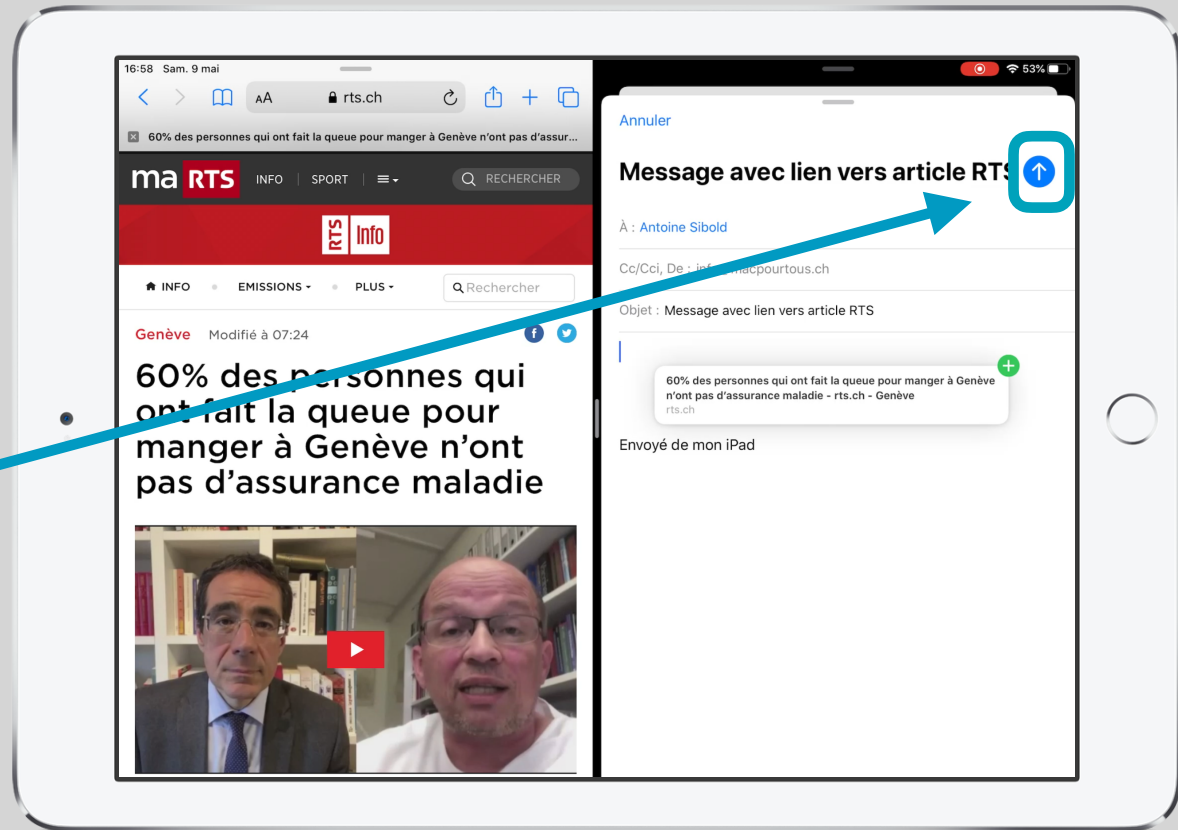 16:58 Sam. 9 mai
53%
AA rts.ch
60% des personnes qui ont fait la queue pour manger à Genève n'ont pas d'assur...
ma RTS INFO | SPORT | RECHERCHER
RTS Info
INFO EMISSIONS PLUS Rechercher
Genève Modifié à 07:24
60% des personnes qui
ont fait la queue pour
manger à Genève n'ont
pas d'assurance maladie
Annuler
Message avec lien vers article RTS
À : Antoine Sibold
Cc/Cci, De : info@macpourtous.ch
Objet : Message avec lien vers article RTS
60% des personnes qui ont fait la queue pour manger à Genève
n'ont pas d'assurance maladie - rts.ch - Genève
rts.ch
Envoyé de mon iPad